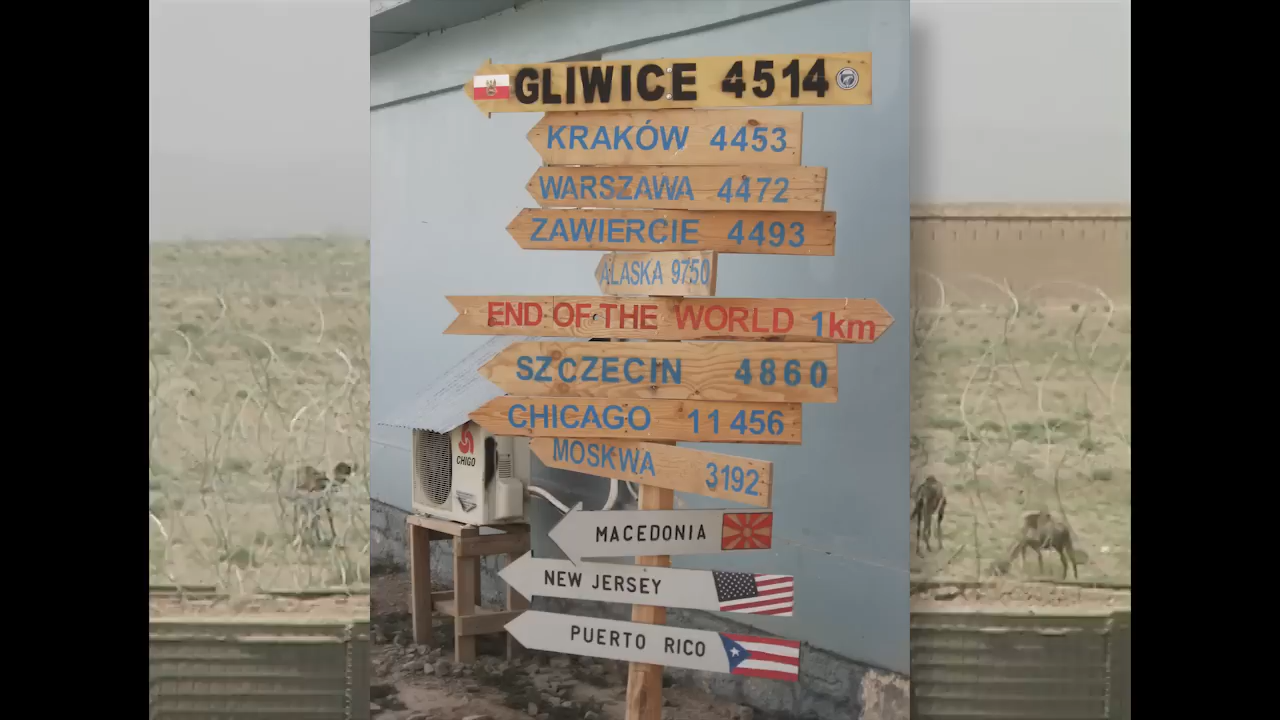 GLIWICE 4514
KRAKÓW 4453
WARSZAWA 4472
ZAWIERCIE 4493
ALASKA 9750
END OF THE WORLD 1km
SZCZECIN 4860
CHICAGO 11 456
MOSKWA 3192
CHIGO
MACEDONIA
NEW JERSEY
PUERTO RICO